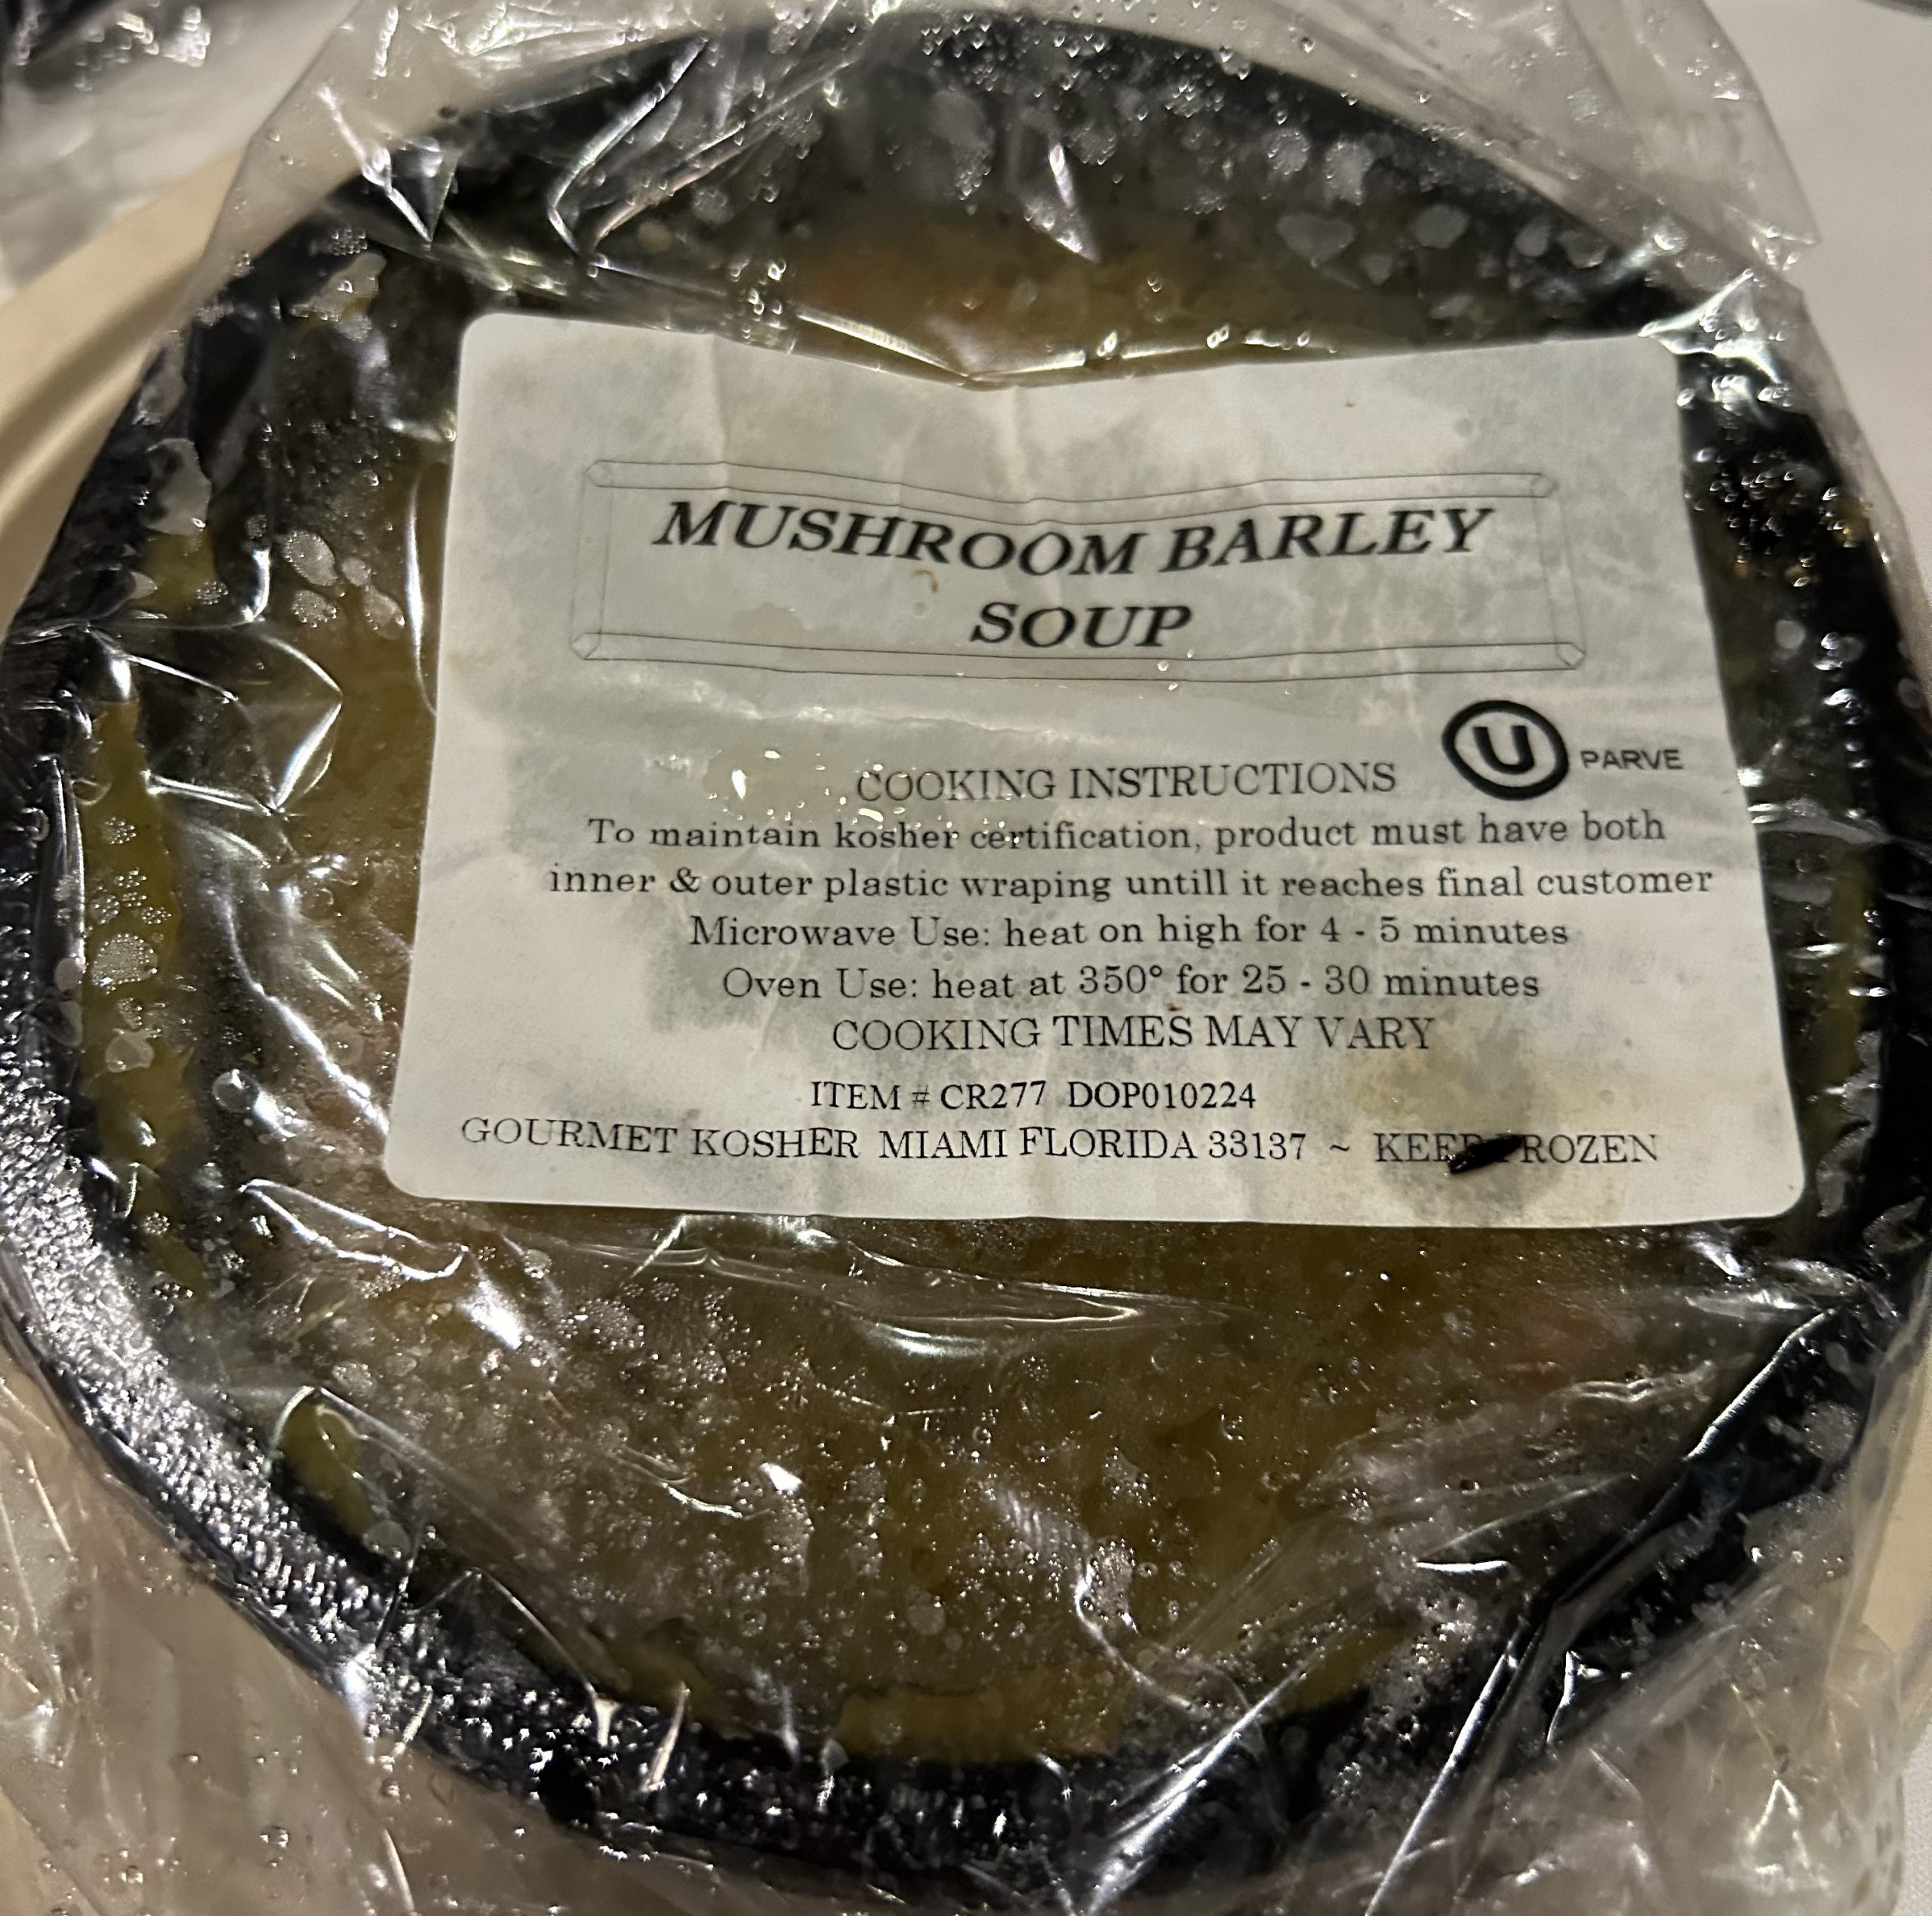 MUSHROOM BARLEY
SOUP
U PARVE
COOKING INSTRUCTIONS
To maintain kosher certification, product must have both
inner & outer plastic wraping untill it reaches final customer
Microwave Use: heat on high for 4 - 5 minutes
Oven Use: heat at 350° for 25 - 30 minutes
COOKING TIMES MAY VARY
ITEM # CR277 DOP010224
GOURMET KOSHER MIAMI FLORIDA 33137 ~ KEEP FROZEN